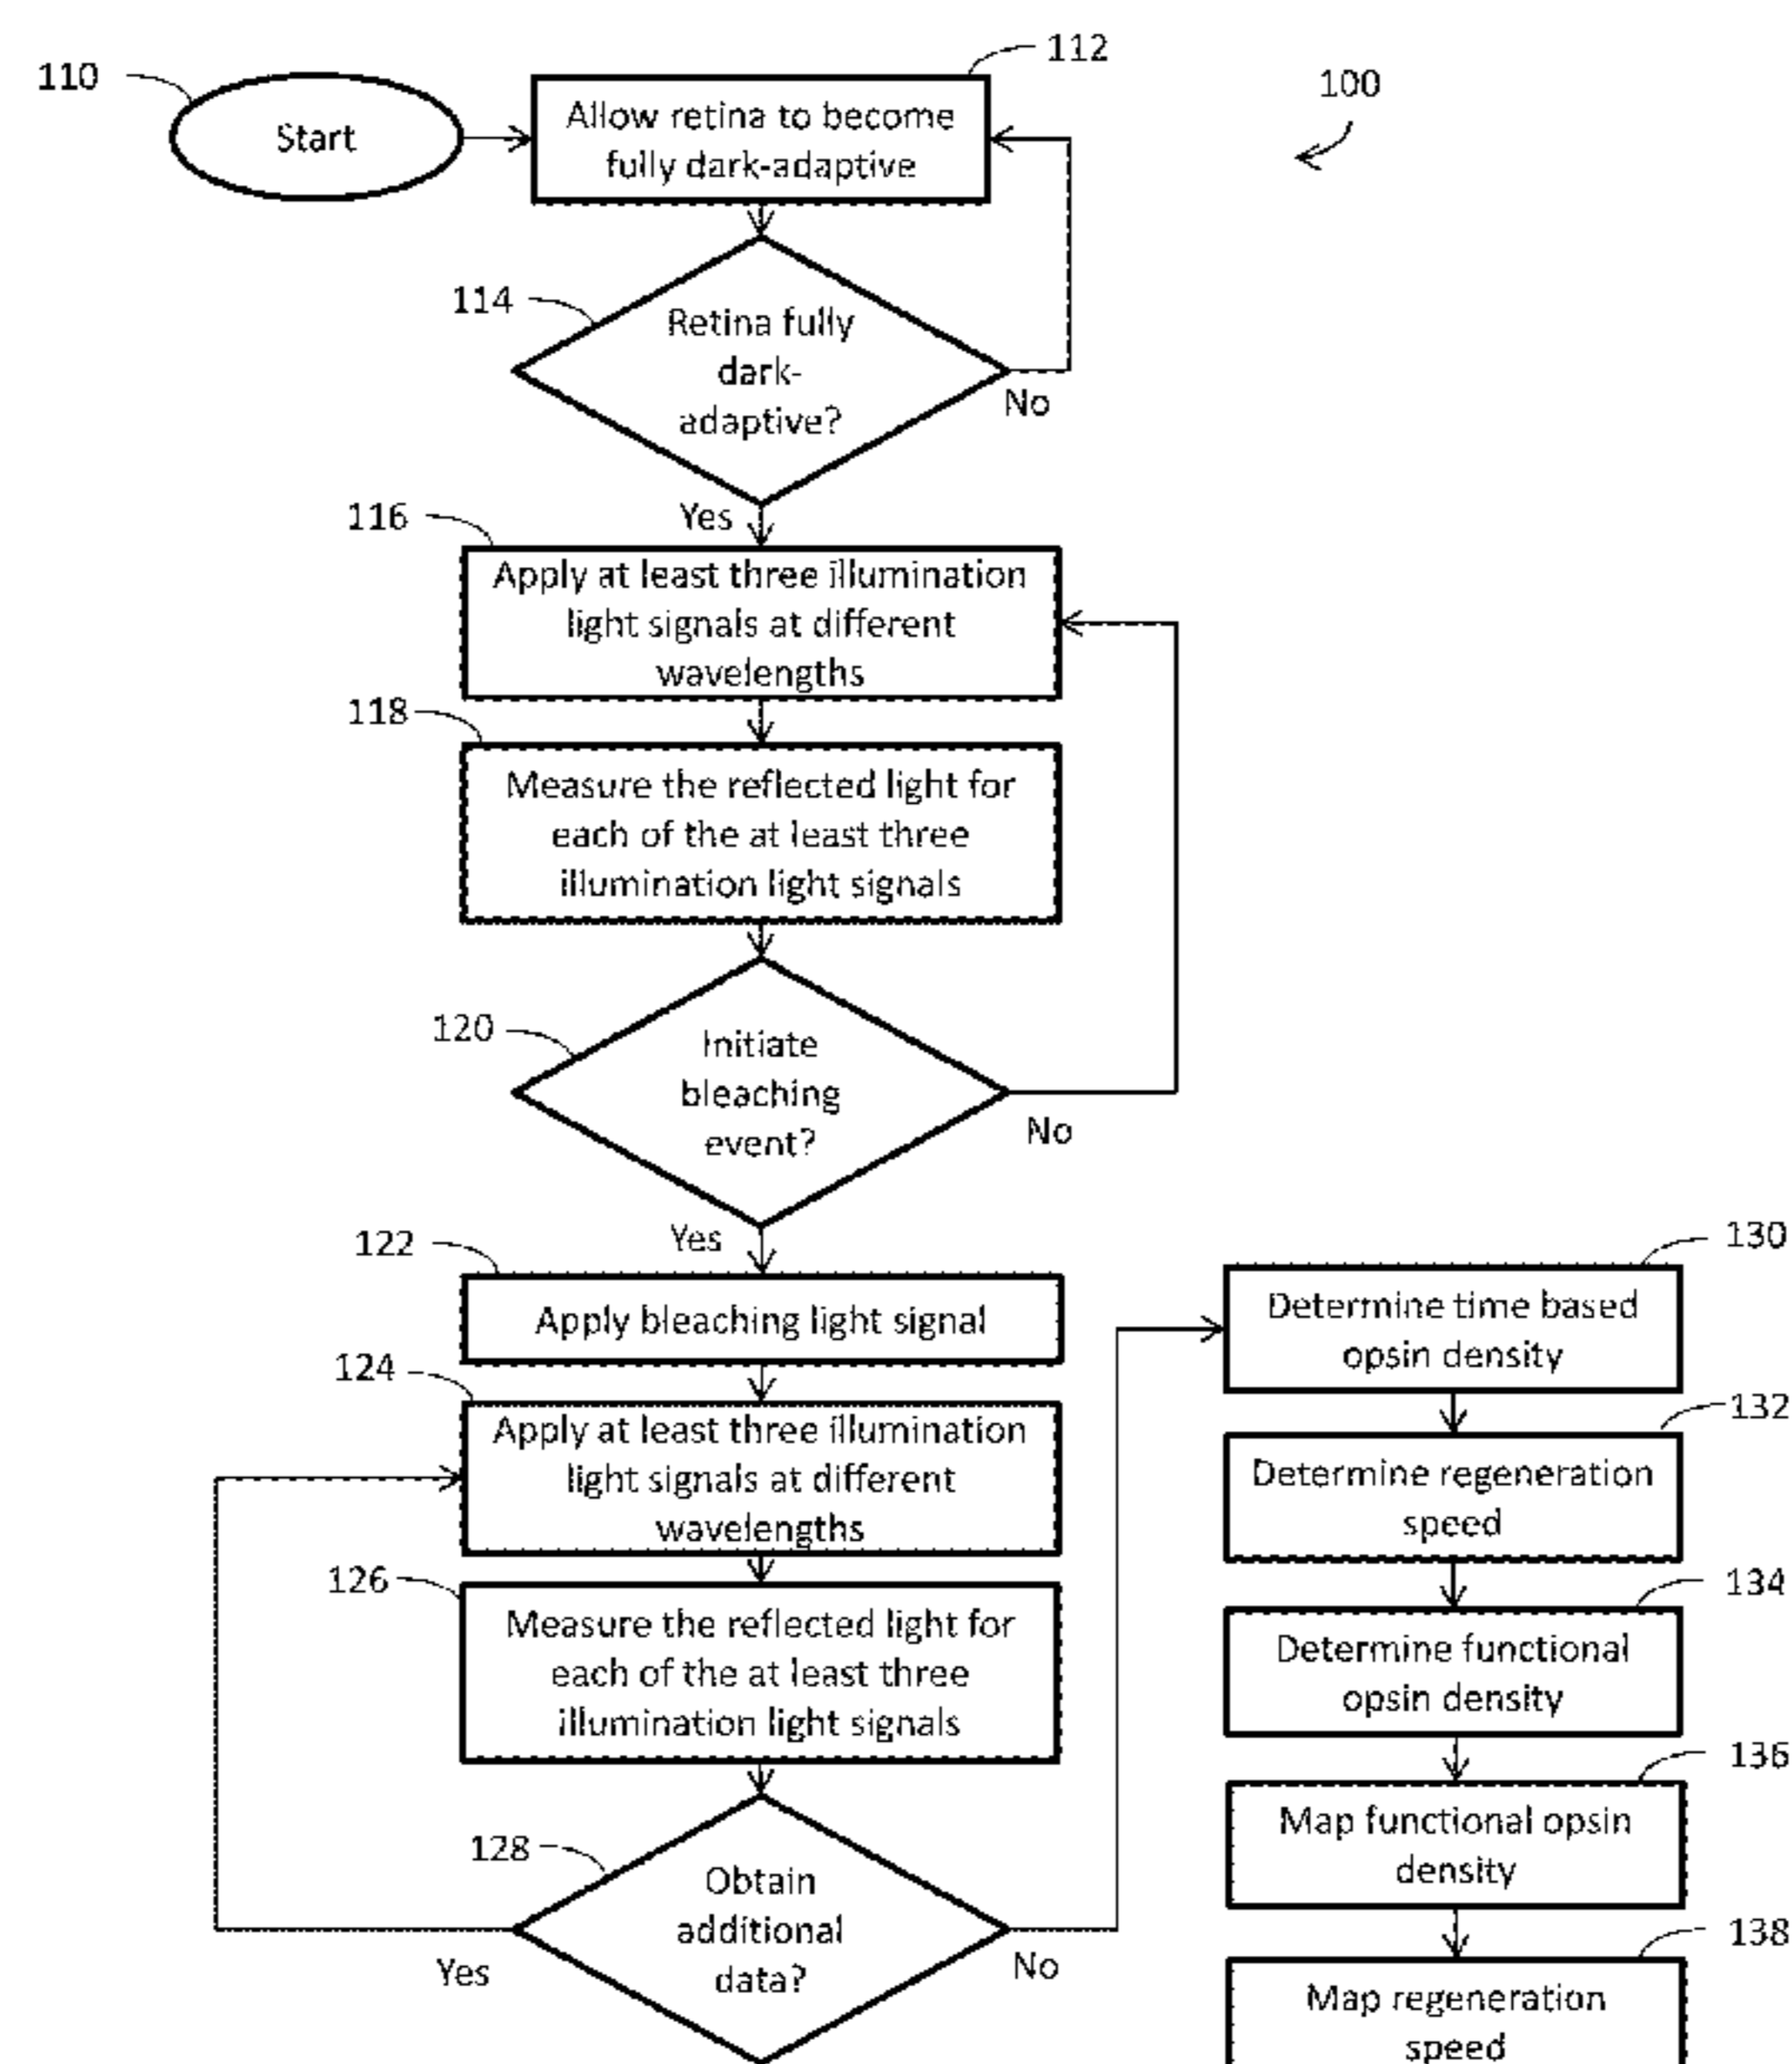 110
Start
112
Allow retina to become
fully dark-adaptive
100
114
Retina fully
dark-
adaptive?
No
Yes
116
Apply at least three illumination
light signals at different
wavelengths
118
Measure the reflected light for
each of the at least three
illumination light signals
120
Initiate
bleaching
event?
No
Yes
122
Apply bleaching light signal
124
Apply at least three illumination
light signals at different
wavelengths
126
Measure the reflected light for
each of the at least three
illumination light signals
128
Obtain
additional
data?
Yes
No
130
Determine time based
opsin density
132
Determine regeneration
speed
134
Determine functional
opsin density
136
Map functional opsin
density
138
Map regeneration
speed